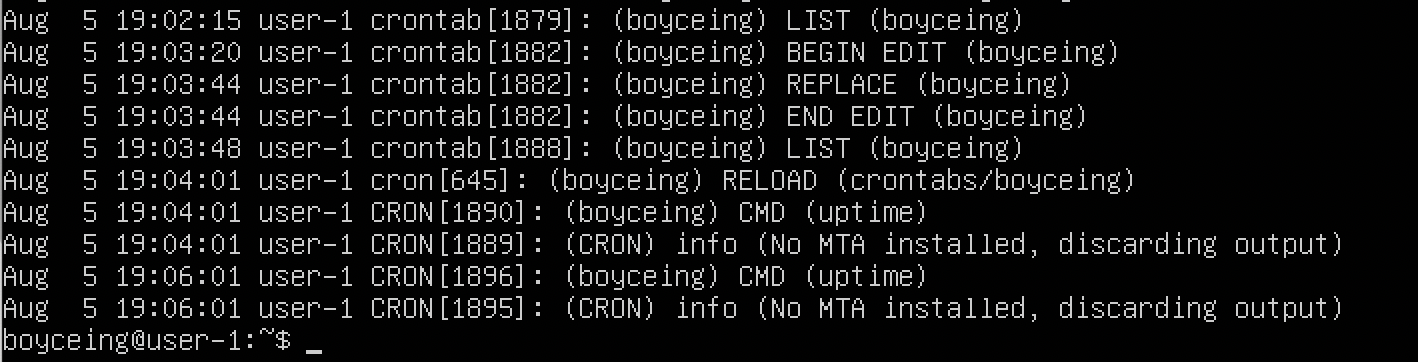 Aug  5 19:02:15 user-1 crontab[1879]: (boyceing) LIST (boyceing)
Aug  5 19:03:20 user-1 crontab[1882]: (boyceing) BEGIN EDIT (boyceing)
Aug  5 19:03:44 user-1 crontab[1882]: (boyceing) REPLACE (boyceing)
Aug  5 19:03:44 user-1 crontab[1882]: (boyceing) END EDIT (boyceing)
Aug  5 19:03:48 user-1 crontab[1888]: (boyceing) LIST (boyceing)
Aug  5 19:04:01 user-1 cron[645]: (boyceing) RELOAD (crontabs/boyceing)
Aug  5 19:04:01 user-1 CRON[1890]: (boyceing) CMD (uptime)
Aug  5 19:04:01 user-1 CRON[1889]: (CRON) info (No MTA installed, discarding output)
Aug  5 19:06:01 user-1 CRON[1896]: (boyceing) CMD (uptime)
Aug  5 19:06:01 user-1 CRON[1895]: (CRON) info (No MTA installed, discarding output)
boyceing@user-1:~$ _